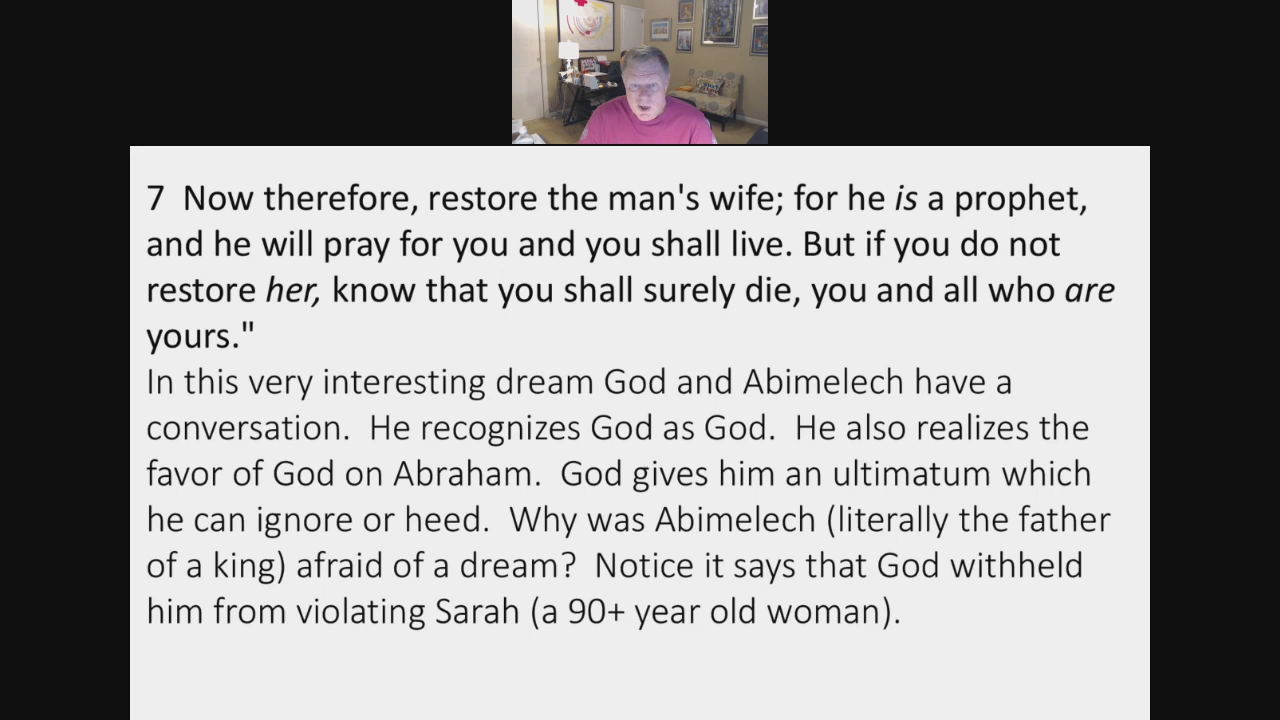 7  Now therefore, restore the man's wife; for he is a prophet,
and he will pray for you and you shall live. But if you do not
restore her, know that you shall surely die, you and all who are
yours."
In this very interesting dream God and Abimelech have a
conversation.  He recognizes God as God.  He also realizes the
favor of God on Abraham.  God gives him an ultimatum which
he can ignore or heed.  Why was Abimelech (literally the father
of a king) afraid of a dream?  Notice it says that God withheld
him from violating Sarah (a 90+ year old woman).